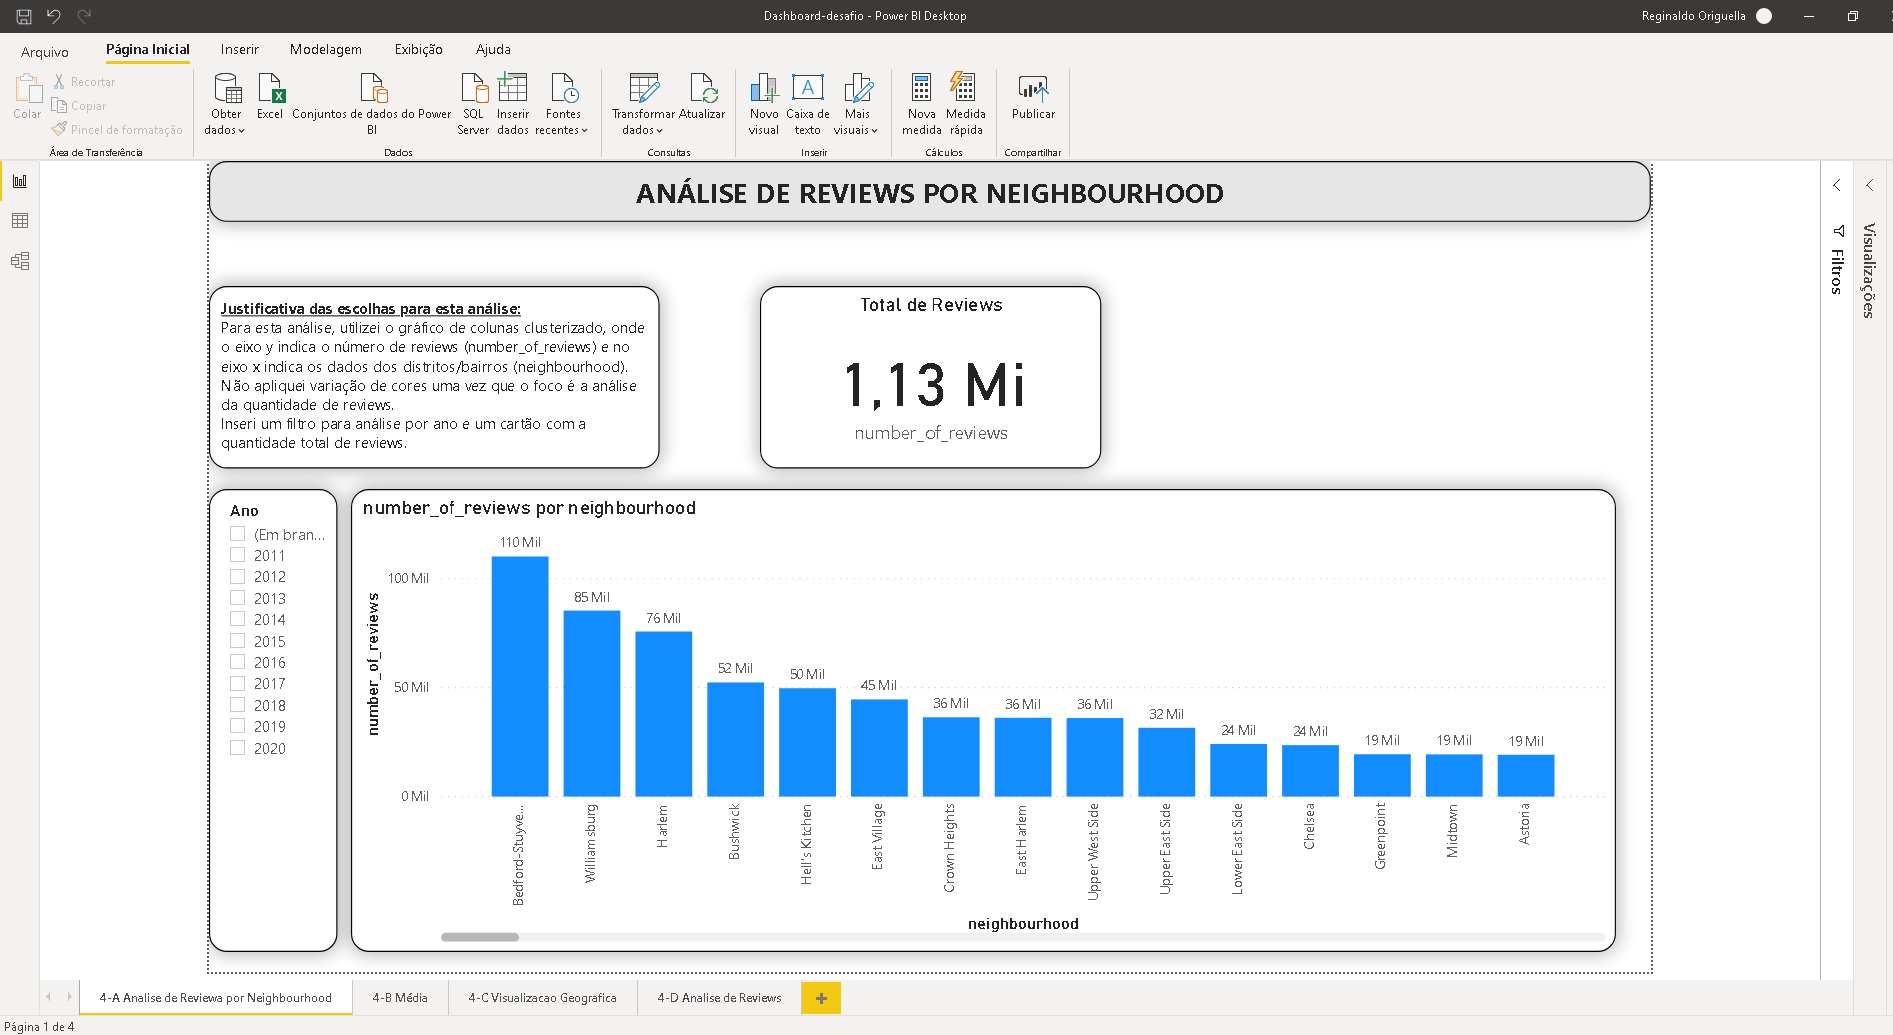 Dashboard-desafio - Power BI Desktop
Reginaldo Origuella
Arquivo Página Inicial Inserir Modelagem Exibição Ajuda
Colar
Recortar
Copiar
Pincel de formatação
Área de Transferência
Obter dados
Excel
Conjuntos de dados do Power BI
SQL Server
Inserir dados
Fontes recentes
Dados
Transformar dados
Atualizar
Consultas
Novo visual
Caixa de texto
Mais visuais
Inserir
Nova medida
Medida rápida
Cálculos
Publicar
Compartilhar
ANÁLISE DE REVIEWS POR NEIGHBOURHOOD
Filtros
Visualizações
Justificativa das escolhas para esta análise:
Para esta análise, utilizei o gráfico de colunas clusterizado, onde
o eixo y indica o número de reviews (number_of_reviews) e no
eixo x indica os dados dos distritos/bairros (neighbourhood).
Não apliquei variação de cores uma vez que o foco é a análise
da quantidade de reviews.
Inseri um filtro para análise por ano e um cartão com a
quantidade total de reviews.
Total de Reviews
1,13 Mi
number_of_reviews
Ano
(Em bran...
2011
2012
2013
2014
2015
2016
2017
2018
2019
2020
number_of_reviews por neighbourhood
number_of_reviews
100 Mil
50 Mil
0 Mil
110 Mil
85 Mil
76 Mil
52 Mil
50 Mil
45 Mil
36 Mil
36 Mil
36 Mil
32 Mil
24 Mil
24 Mil
19 Mil
19 Mil
19 Mil
Bedford-Stuyve...
Williamsburg
Harlem
Bushwick
Hell's Kitchen
East Village
Crown Heights
East Harlem
Upper West Side
Upper East Side
Lower East Side
Chelsea
Greenpoint
Midtown
Astoria
neighbourhood
4-A Analise de Reviewa por Neighbourhood
4-B Média
4-C Visualizacao Geografica
4-D Analise de Reviews
Página 1 de 4